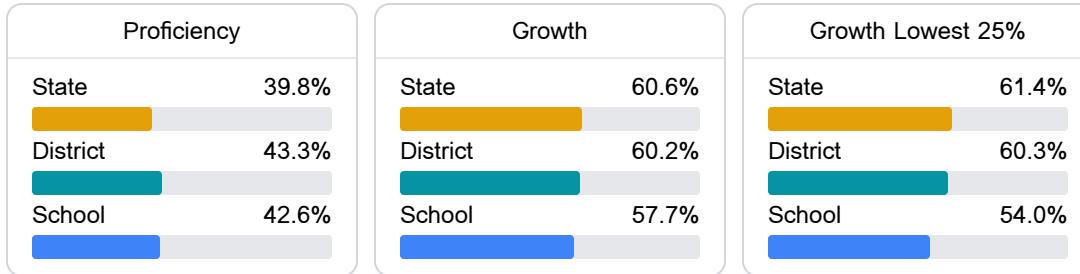 Proficiency
State 39.8%
District 43.3%
School 42.6%
Growth
State 60.6%
District 60.2%
School 57.7%
Growth Lowest 25%
State 61.4%
District 60.3%
School 54.0%